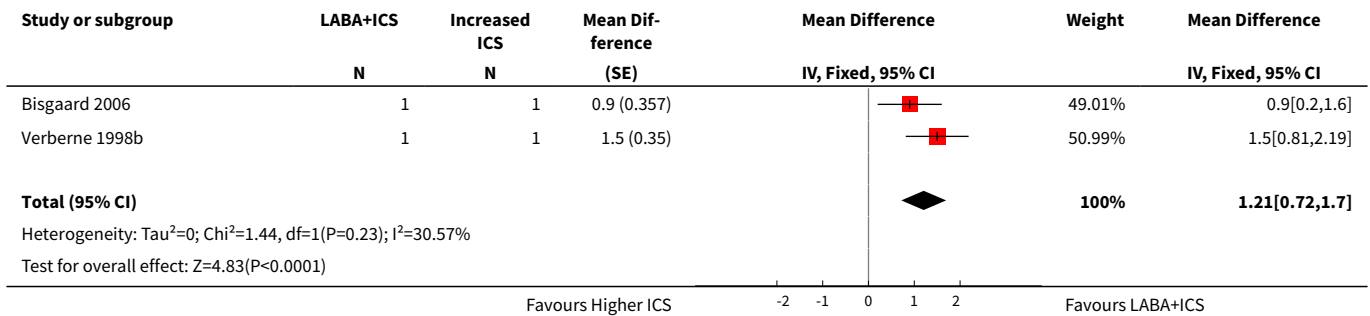 Study or subgroup LABA+ICS Increased ICS Mean Dif-ference Mean Difference Weight Mean Difference
N N (SE) IV, Fixed, 95% CI IV, Fixed, 95% CI
Bisgaard 2006 1 1 0.9 (0.357) 49.01% 0.9[0.2,1.6]
Verberne 1998b 1 1 1.5 (0.35) 50.99% 1.5[0.81,2.19]
Total (95% CI) 100% 1.21[0.72,1.7]
Heterogeneity: Tau²=0; Chi²=1.44, df=1(P=0.23); I²=30.57%
Test for overall effect: Z=4.83(P<0.0001)
Favours Higher ICS -2 -1 0 1 2 Favours LABA+ICS